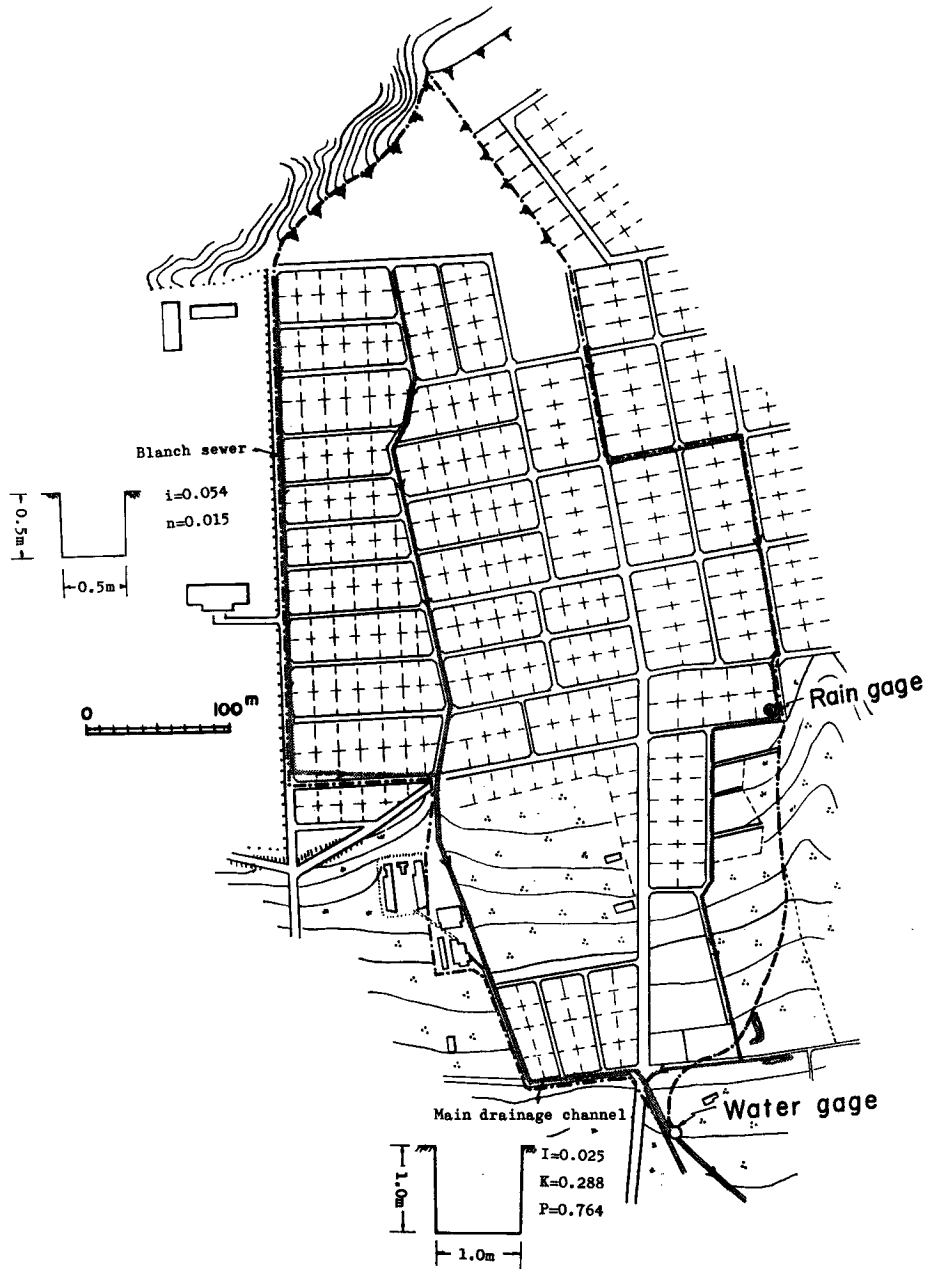 Blanch sewer
i=0.054
n=0.015
0.5m
0.5m
0 100 m
Rain gage
Main drainage channel
Water gage
I=0.025
K=0.288
P=0.764
1.0m
1.0m